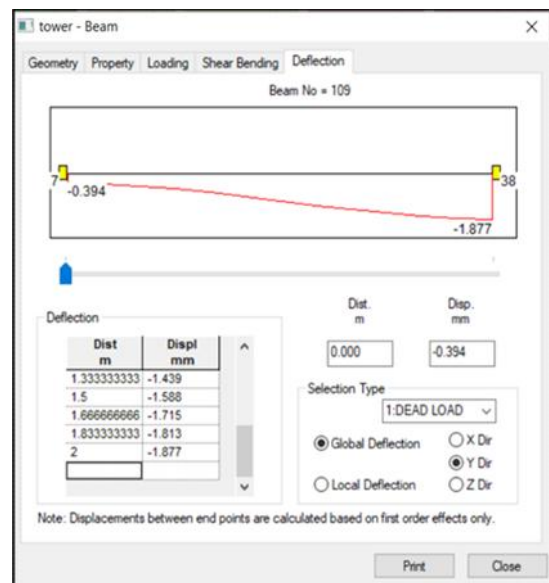 tower - Beam
Geometry Property Loading Shear Bending Deflection
Beam No = 109
7 38
-0.394
-1.877
Dist. Disp.
m mm
0.000 -0.394
Deflection
Dist Displ
m mm
1.333333333 -1.439
1.5 -1.588
1.666666666 -1.715
1.833333333 -1.813
2 -1.877
Selection Type
1:DEAD LOAD
Global Deflection X Dir
Y Dir
Local Deflection Z Dir
Note: Displacements between end points are calculated based on first order effects only.
Print Close